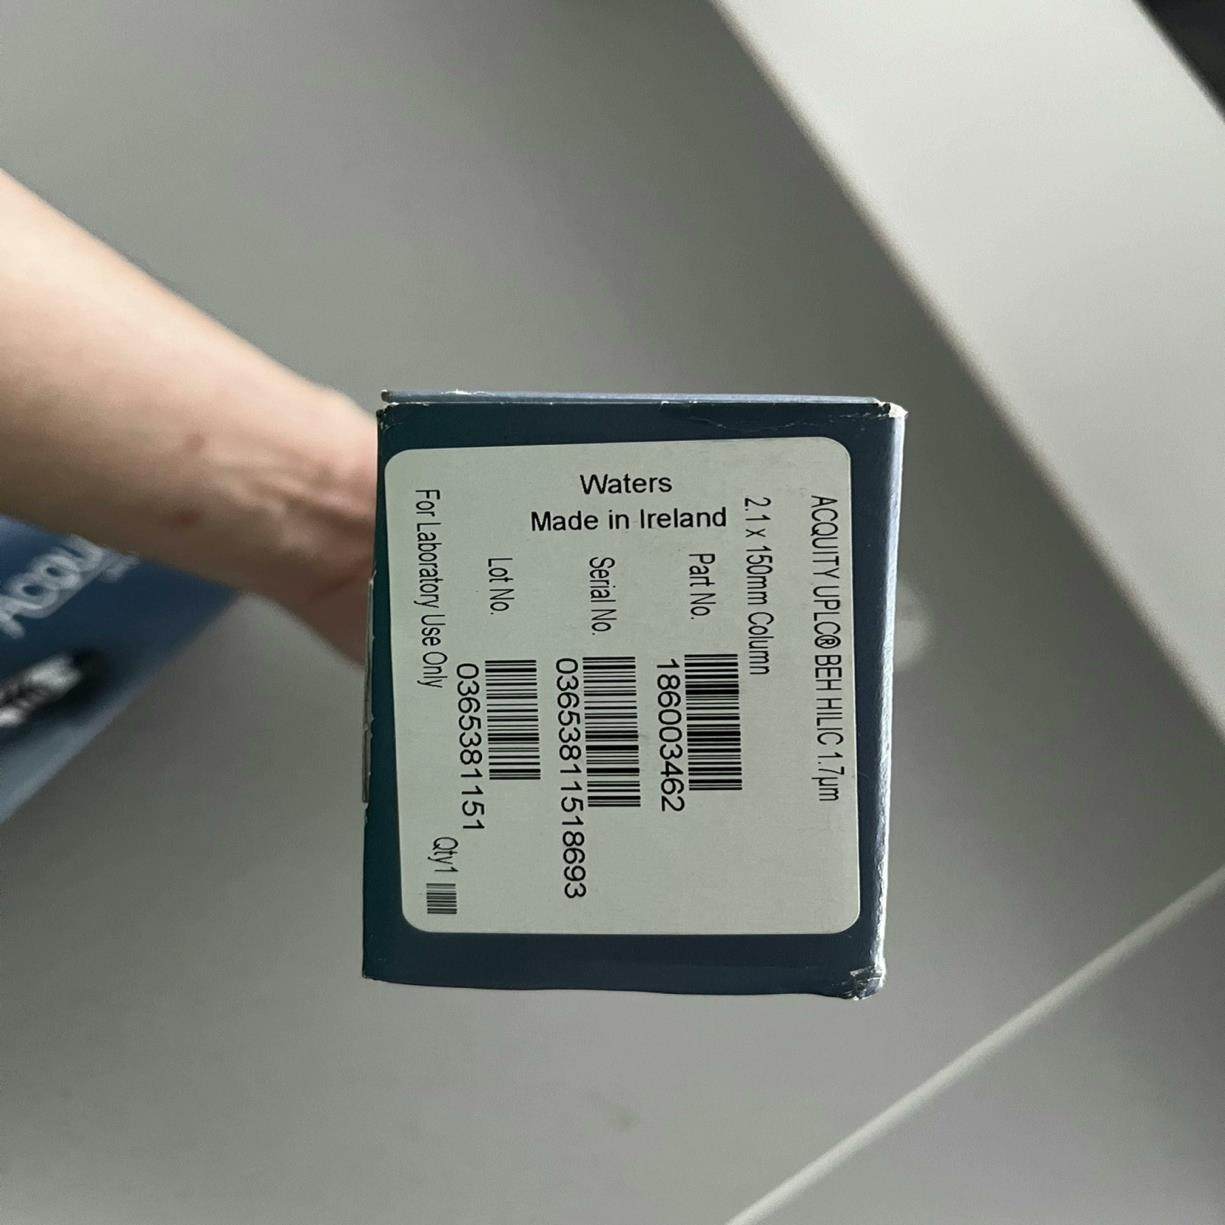 ACQUITY UPLC® BEH HILIC 1.7µm
2.1 x 150mm Column
Waters
Made in Ireland
Part No.
186003462
Serial No.
03653811518693
Lot No.
0365381151
For Laboratory Use Only
Qty1